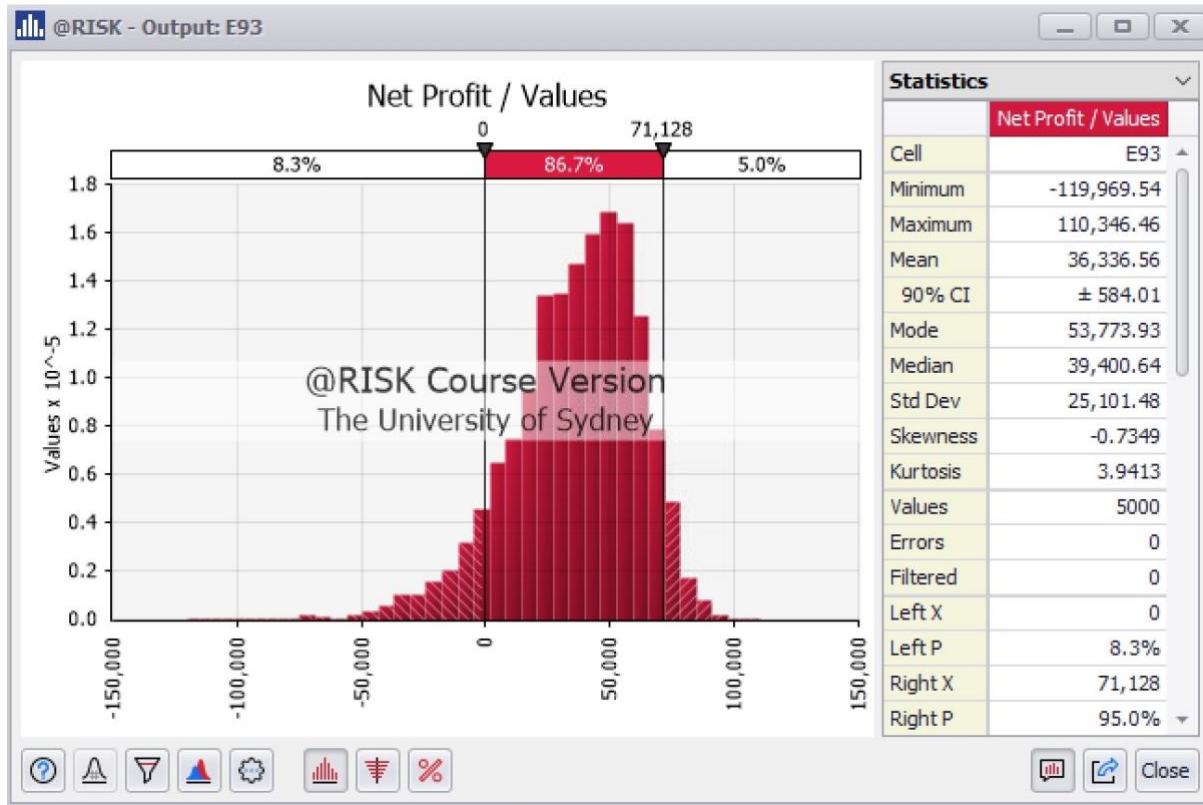 @RISK - Output: E93
Net Profit / Values
0 71,128
8.3% 86.7% 5.0%
1.8
1.6
1.4
1.2
1.0
0.8
0.6
0.4
0.2
0.0
Values x 10^-5
@RISK Course Version
The University of Sydney
-150,000
-100,000
-50,000
0
50,000
100,000
150,000
Statistics
Net Profit / Values
Cell E93
Minimum -119,969.54
Maximum 110,346.46
Mean 36,336.56
90% CI ± 584.01
Mode 53,773.93
Median 39,400.64
Std Dev 25,101.48
Skewness -0.7349
Kurtosis 3.9413
Values 5000
Errors 0
Filtered 0
Left X 0
Left P 8.3%
Right X 71,128
Right P 95.0%
Close